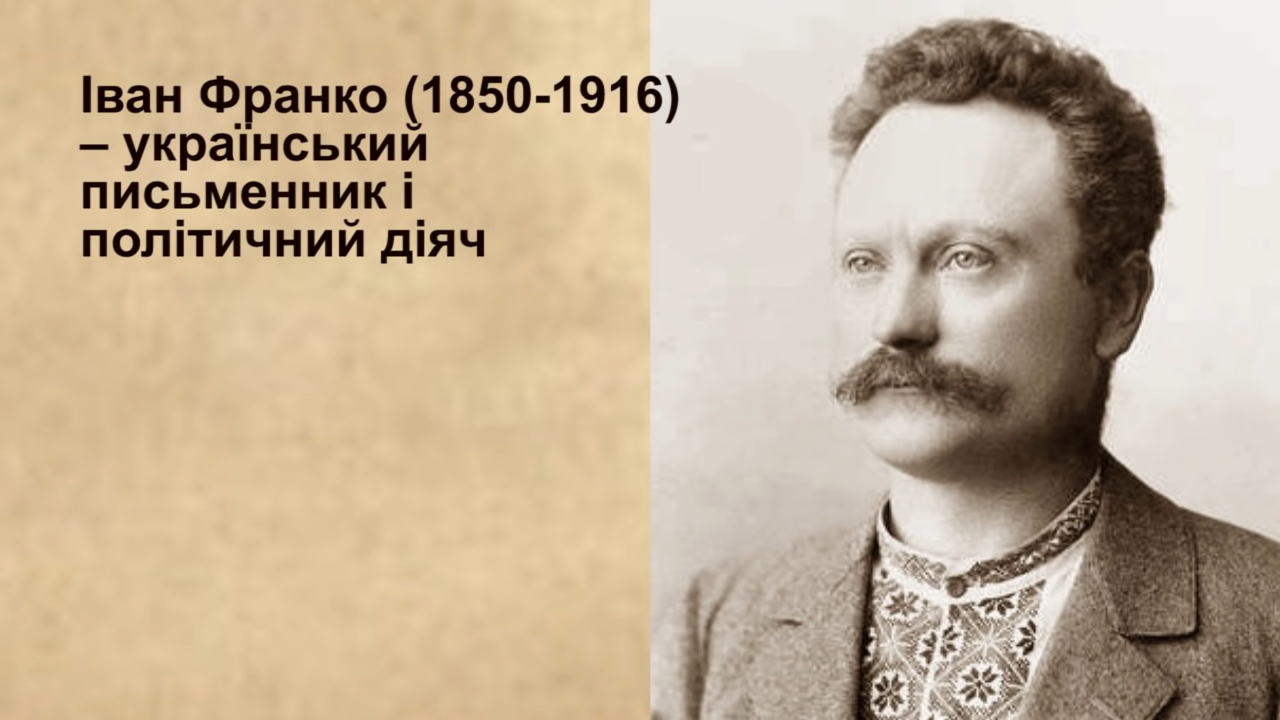 Іван Франко (1850-1916)
– український
письменник і
політичний діяч